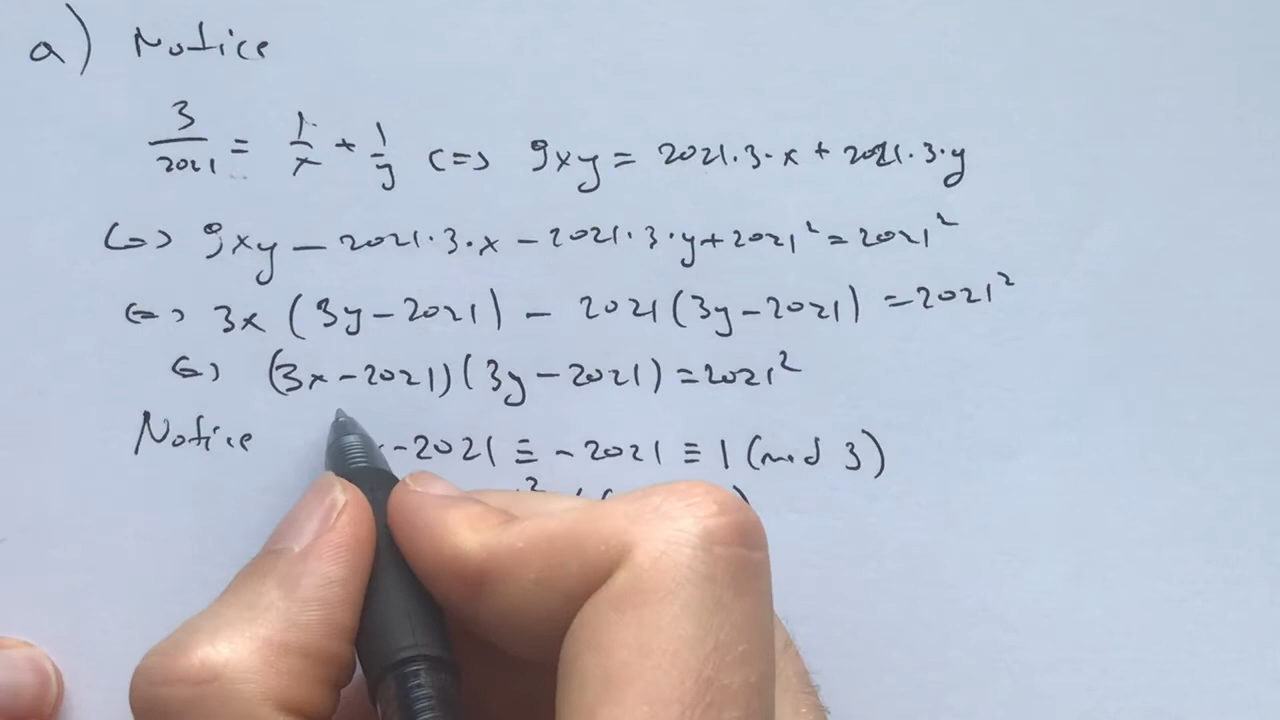 a) Notice
3/2021 = 1/x + 1/y <=> 9xy = 2021·3·x + 2021·3·y
<=> 9xy - 2021·3·x - 2021·3·y + 2021² = 2021²
<=> 3x (3y - 2021) - 2021 (3y - 2021) = 2021²
<=> (3x - 2021)(3y - 2021) = 2021²
Notice - 2021 ≡ - 2021 ≡ 1 (mod 3)